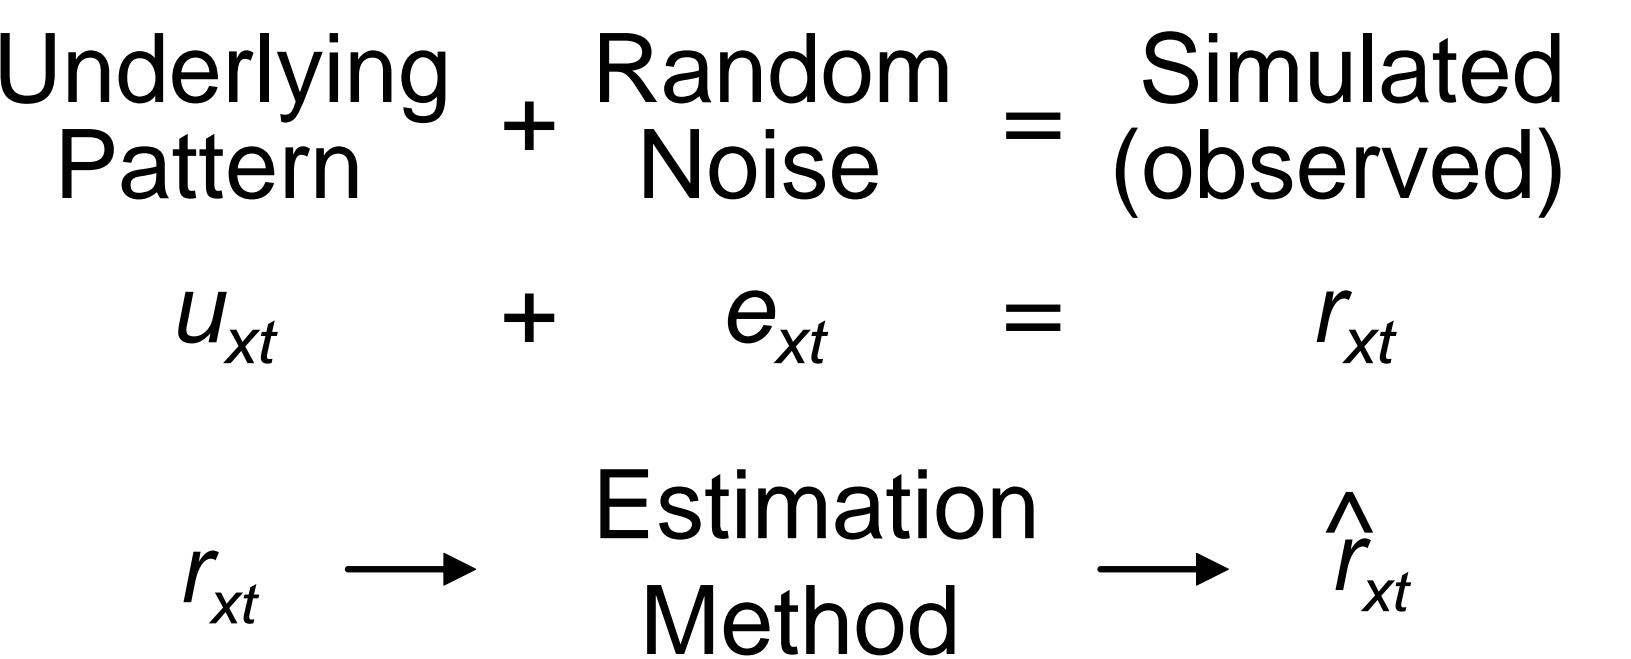 Underlying Pattern + Random Noise = Simulated (observed)
u_xt + e_xt = r_xt
r_xt → Estimation Method → r̂_xt